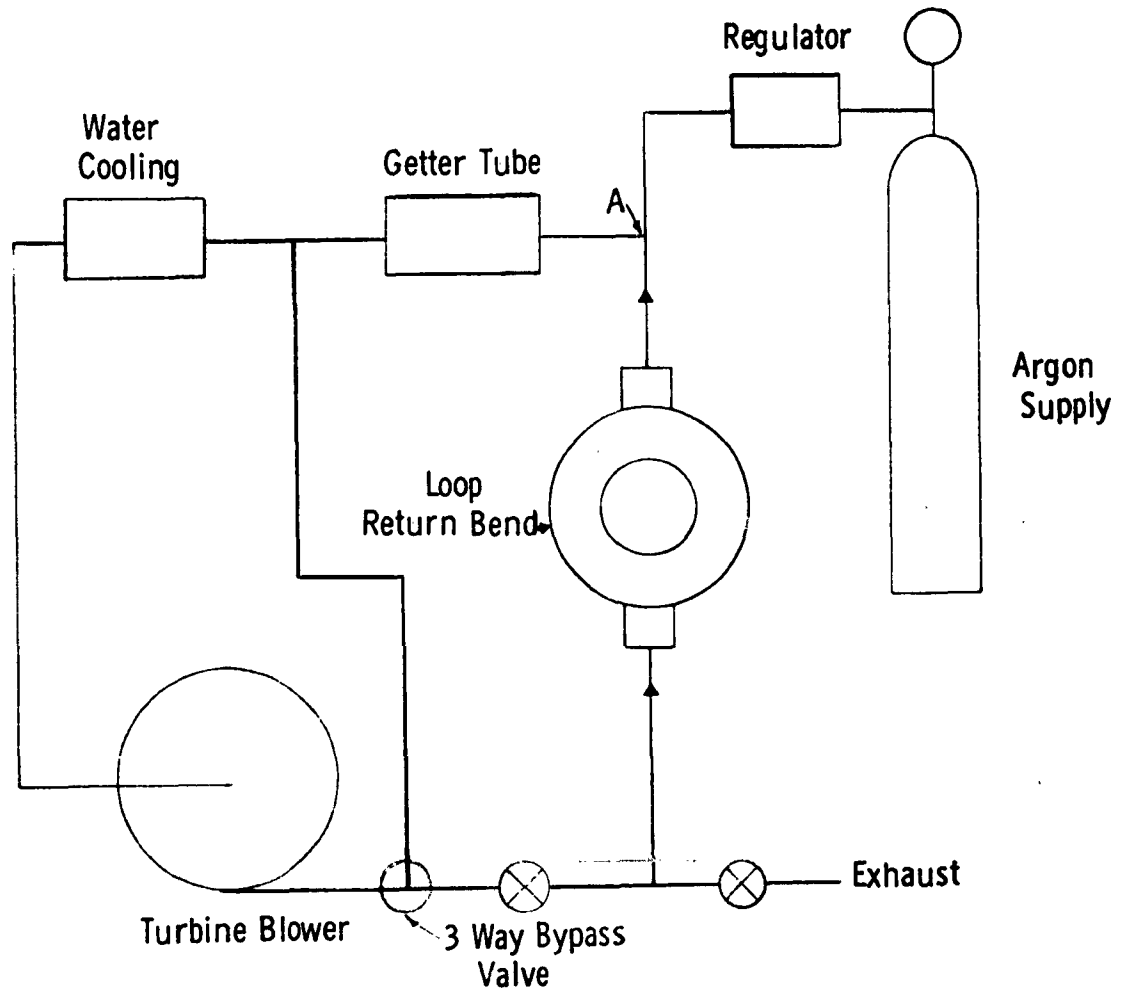 Regulator
Water
Cooling
Getter Tube
A
Argon
Supply
Loop
Return Bend
Exhaust
Turbine Blower
3 Way Bypass
Valve